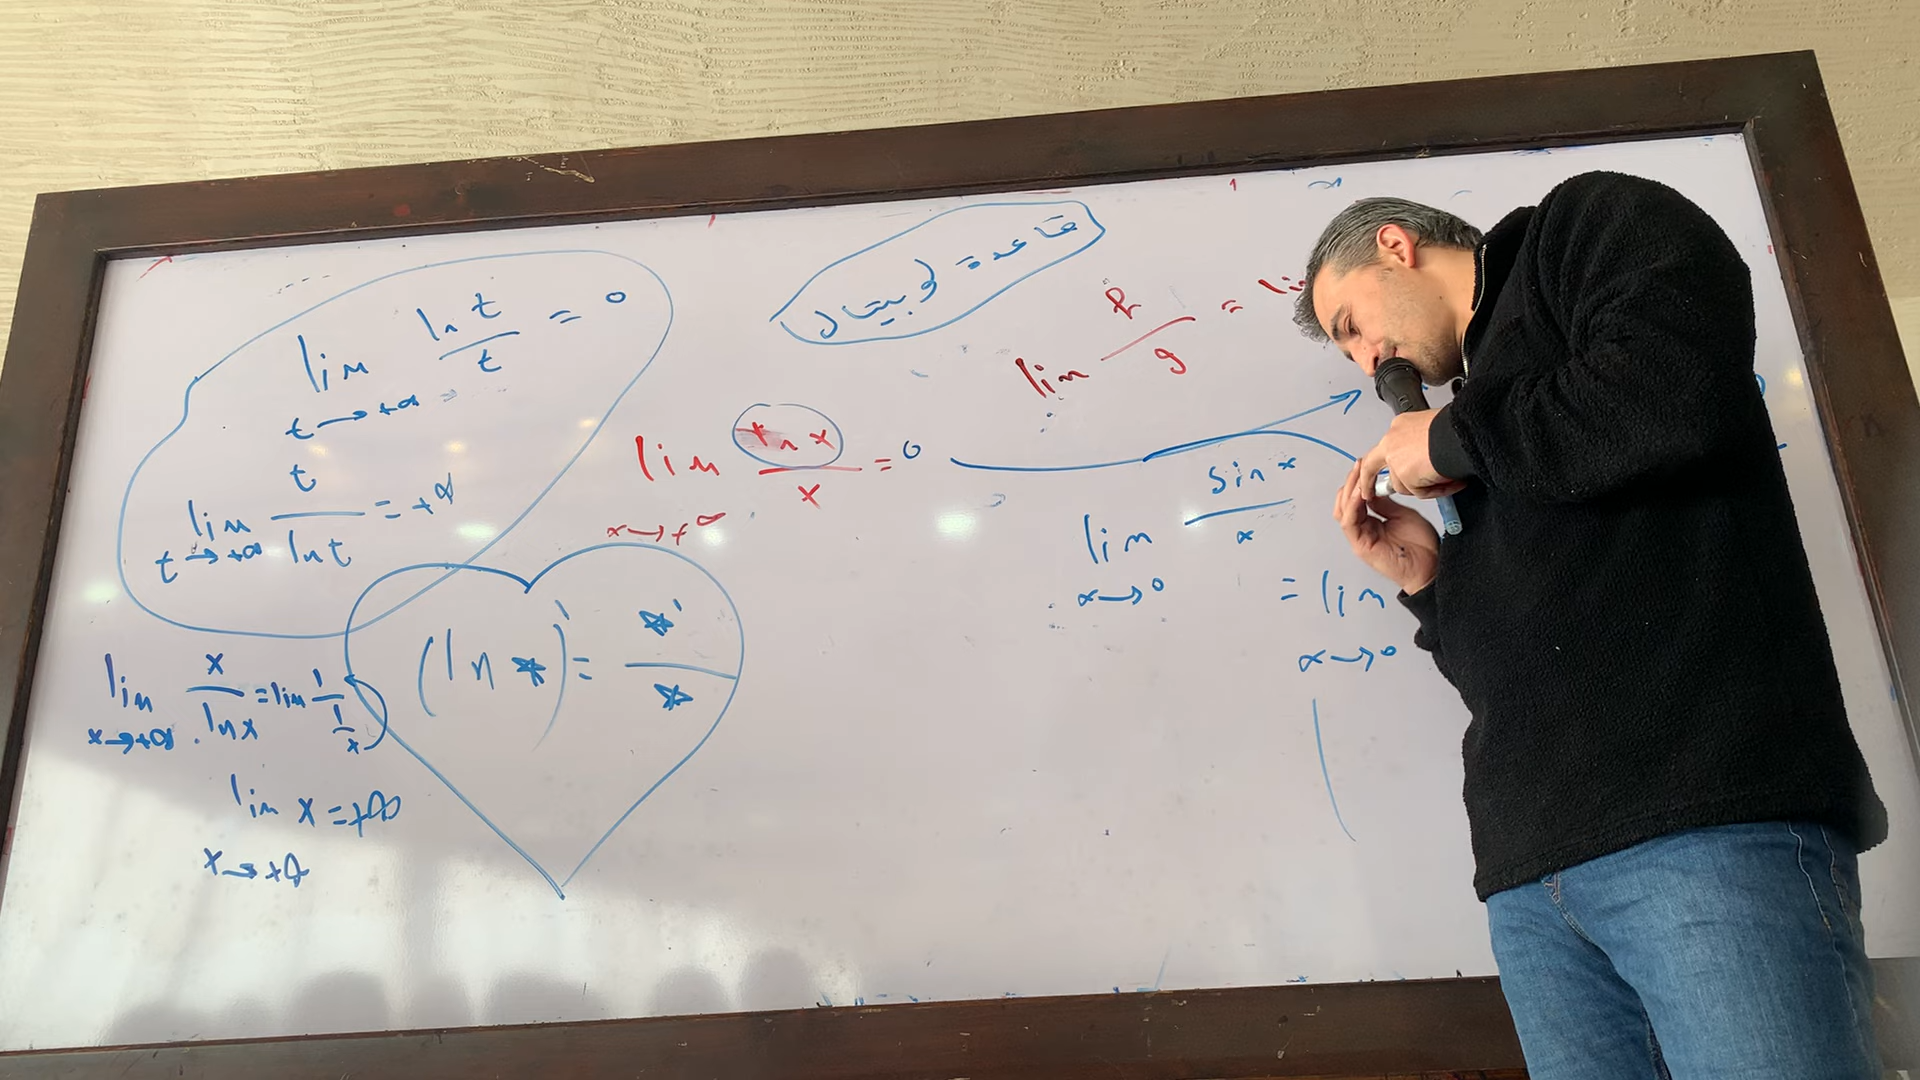 قاعدة لوبيتال
lim ln t / t = 0
t → +∞
lim t / ln t = +∞
t → +∞
lim x / ln x = lim 1 / (1 / x)
x → +∞
lim x = +∞
x → +∞
(ln *)' = *' / *
lim ln x / x = 0
x → +∞
lim / g =
lim sin x / x
x → 0
= lim
x → 0